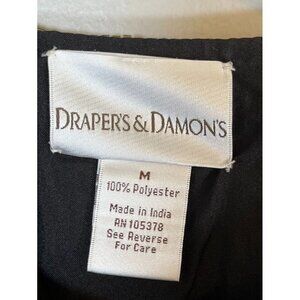 DRAPER'S & DAMON'S
M
100% Polyester
Made in India
RN 105378
See Reverse
For Care